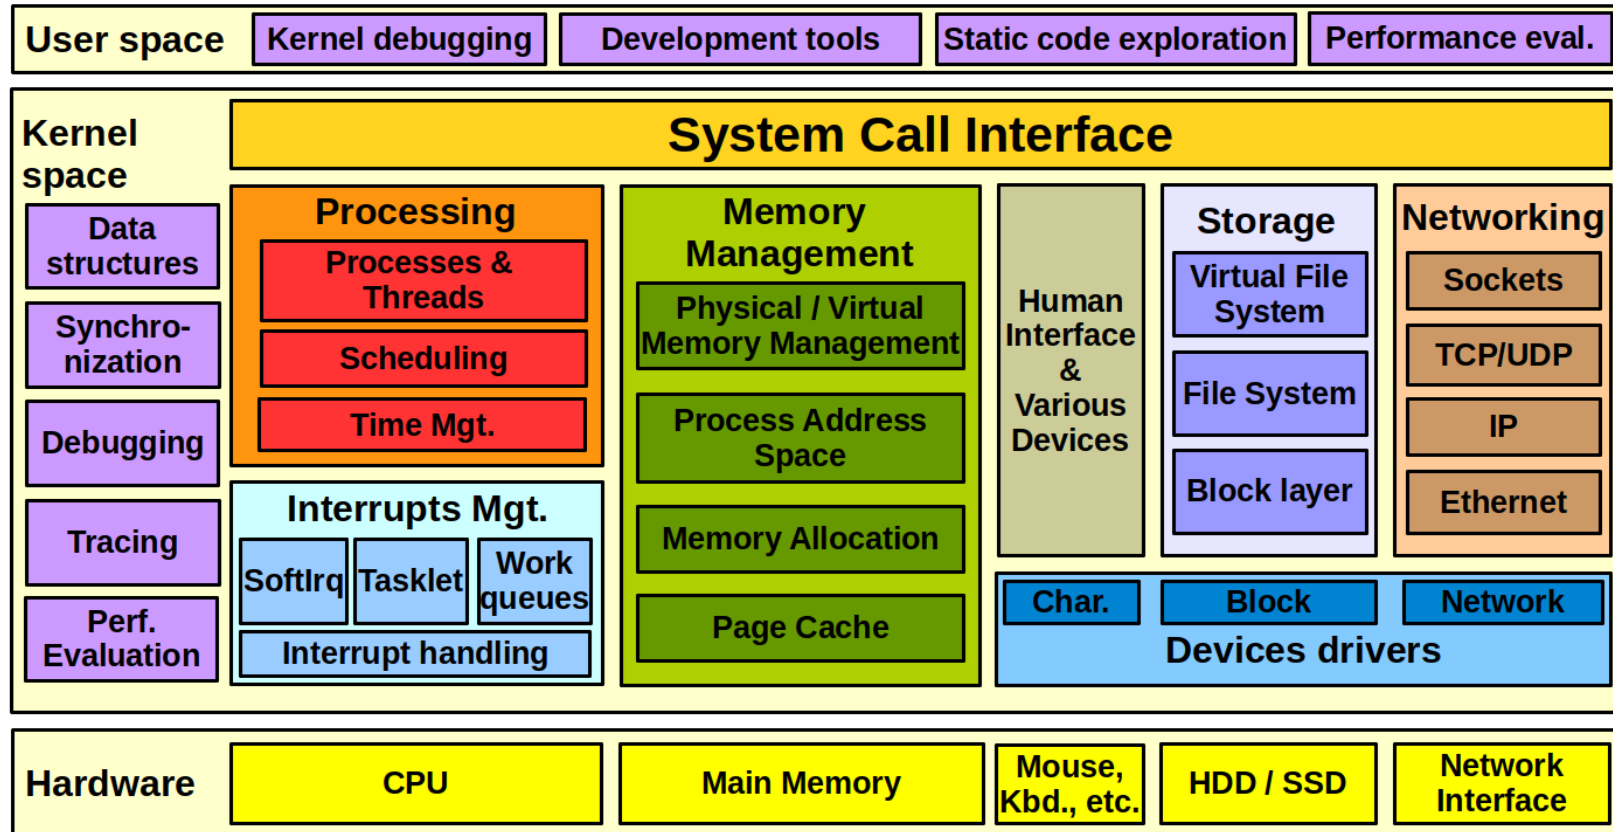 User space
Kernel debugging
Development tools
Static code exploration
Performance eval.
Kernel
space
System Call Interface
Data
structures
Synchro-
nization
Debugging
Tracing
Perf.
Evaluation
Processing
Processes &
Threads
Scheduling
Time Mgt.
Interrupts Mgt.
SoftIrq
Tasklet
Work
queues
Interrupt handling
Memory
Management
Physical / Virtual
Memory Management
Process Address
Space
Memory Allocation
Page Cache
Human
Interface
&
Various
Devices
Storage
Virtual File
System
File System
Block layer
Networking
Sockets
TCP/UDP
IP
Ethernet
Char.
Block
Network
Devices drivers
Hardware
CPU
Main Memory
Mouse,
Kbd., etc.
HDD / SSD
Network
Interface